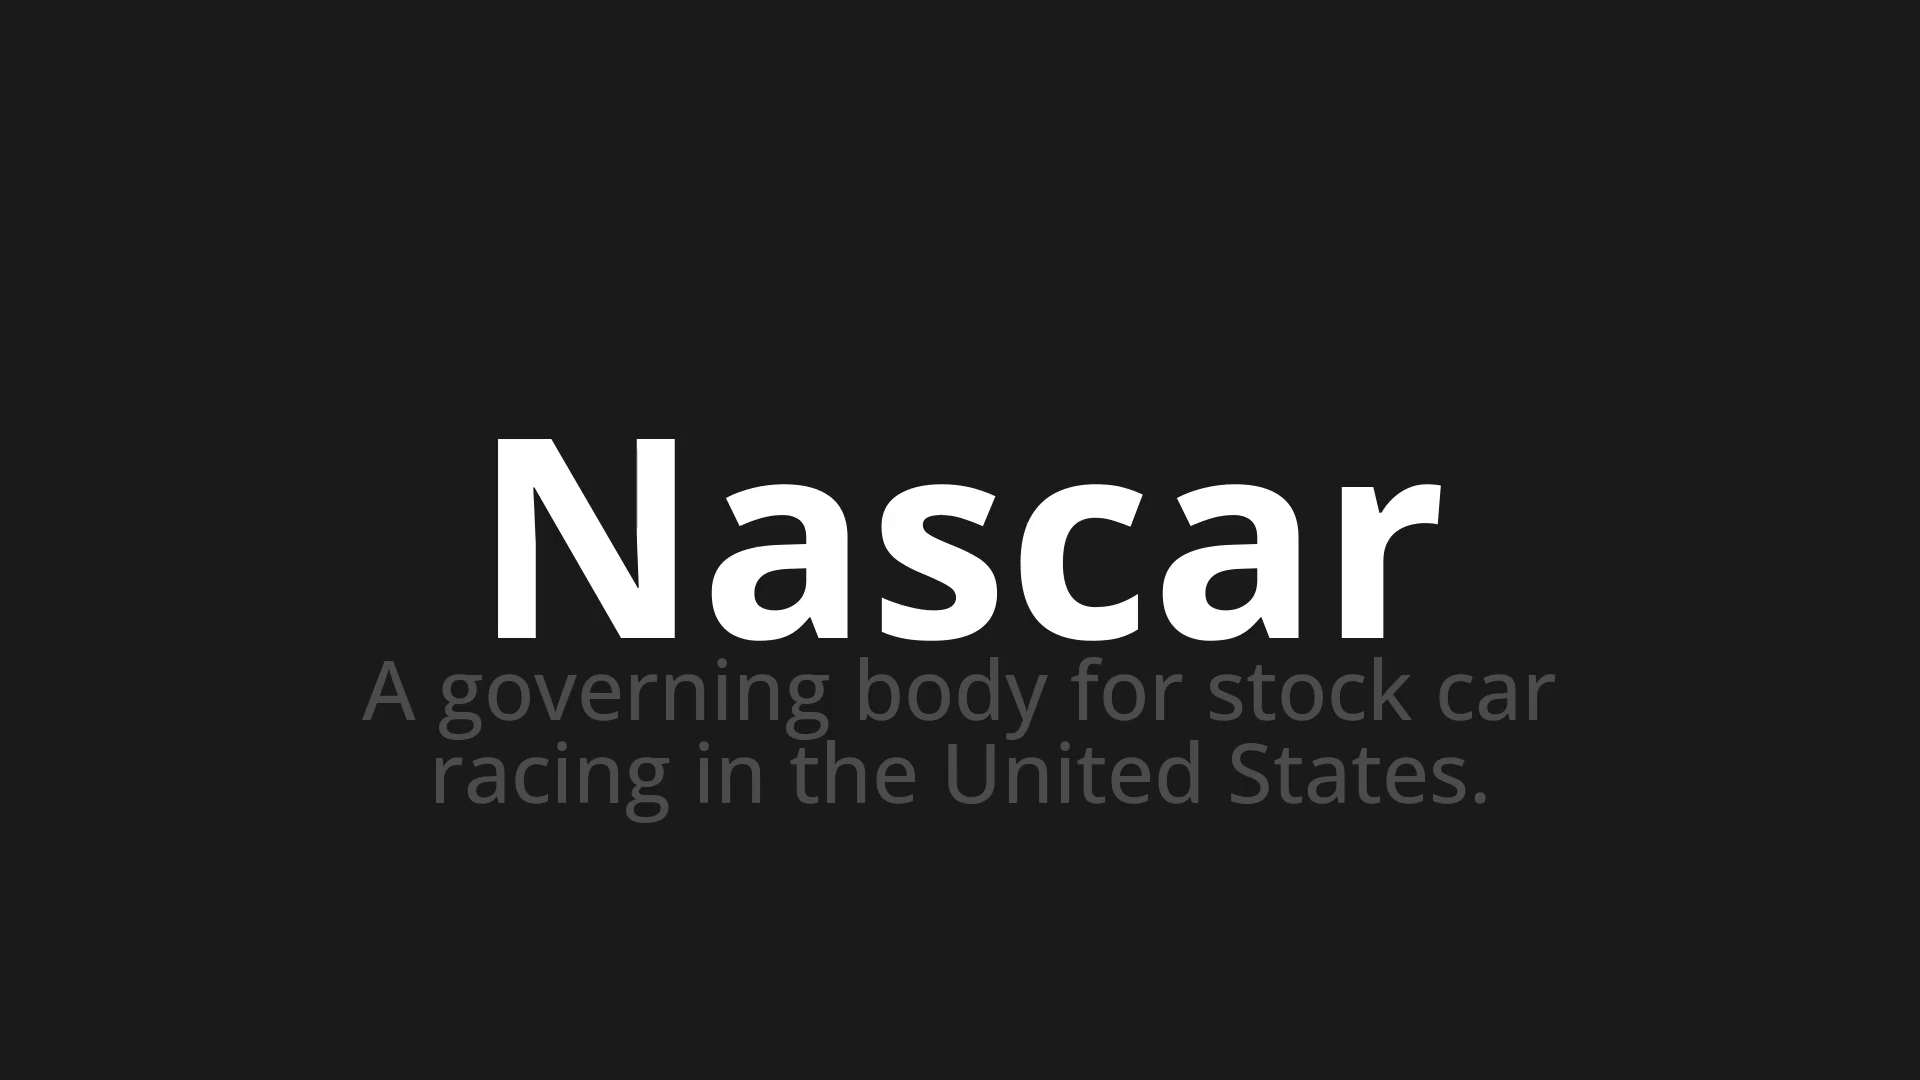 Nascar
A governing body for stock car
racing in the United States.